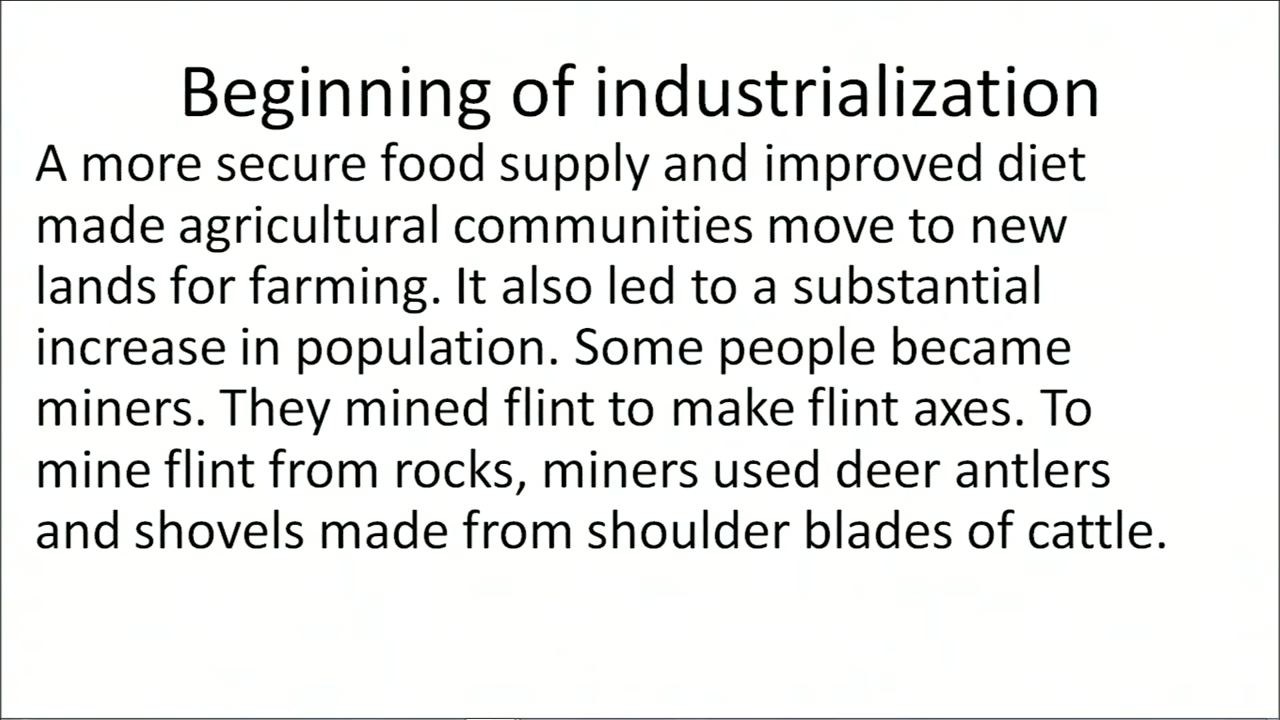 Beginning of industrialization
A more secure food supply and improved diet
made agricultural communities move to new
lands for farming. It also led to a substantial
increase in population. Some people became
miners. They mined flint to make flint axes. To
mine flint from rocks, miners used deer antlers
and shovels made from shoulder blades of cattle.